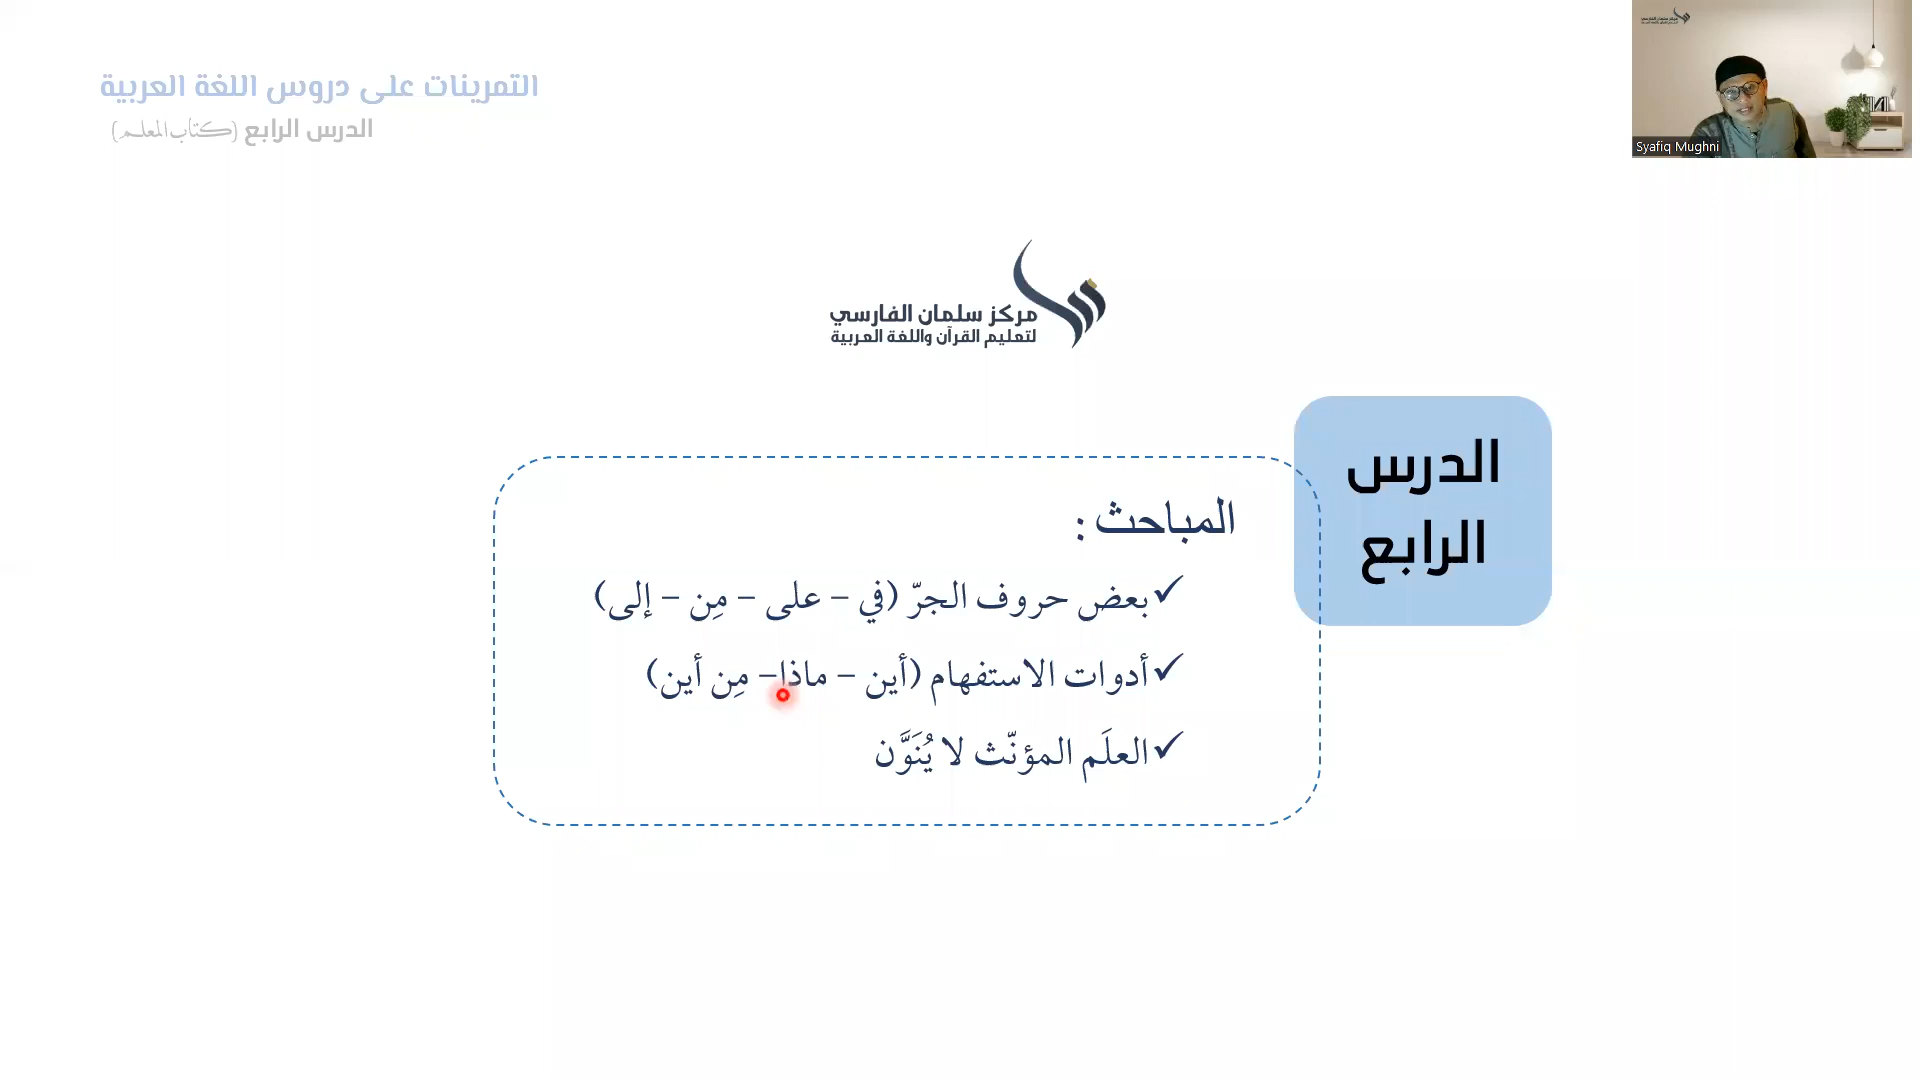 التمرينات على دروس اللغة العربية
الدرس الرابع (كتاب المعلم)
Syafiq Mughni
مركز سلمان الفارسي
لتعليم القرآن واللغة العربية
الدرس
الرابع
المباحث :
✓بعض حروف الجرّ (في – على – مِن – إلى)
✓أدوات الاستفهام (أين – ماذا– مِن أين)
✓العلَم المؤنّث لا يُنَوَّن